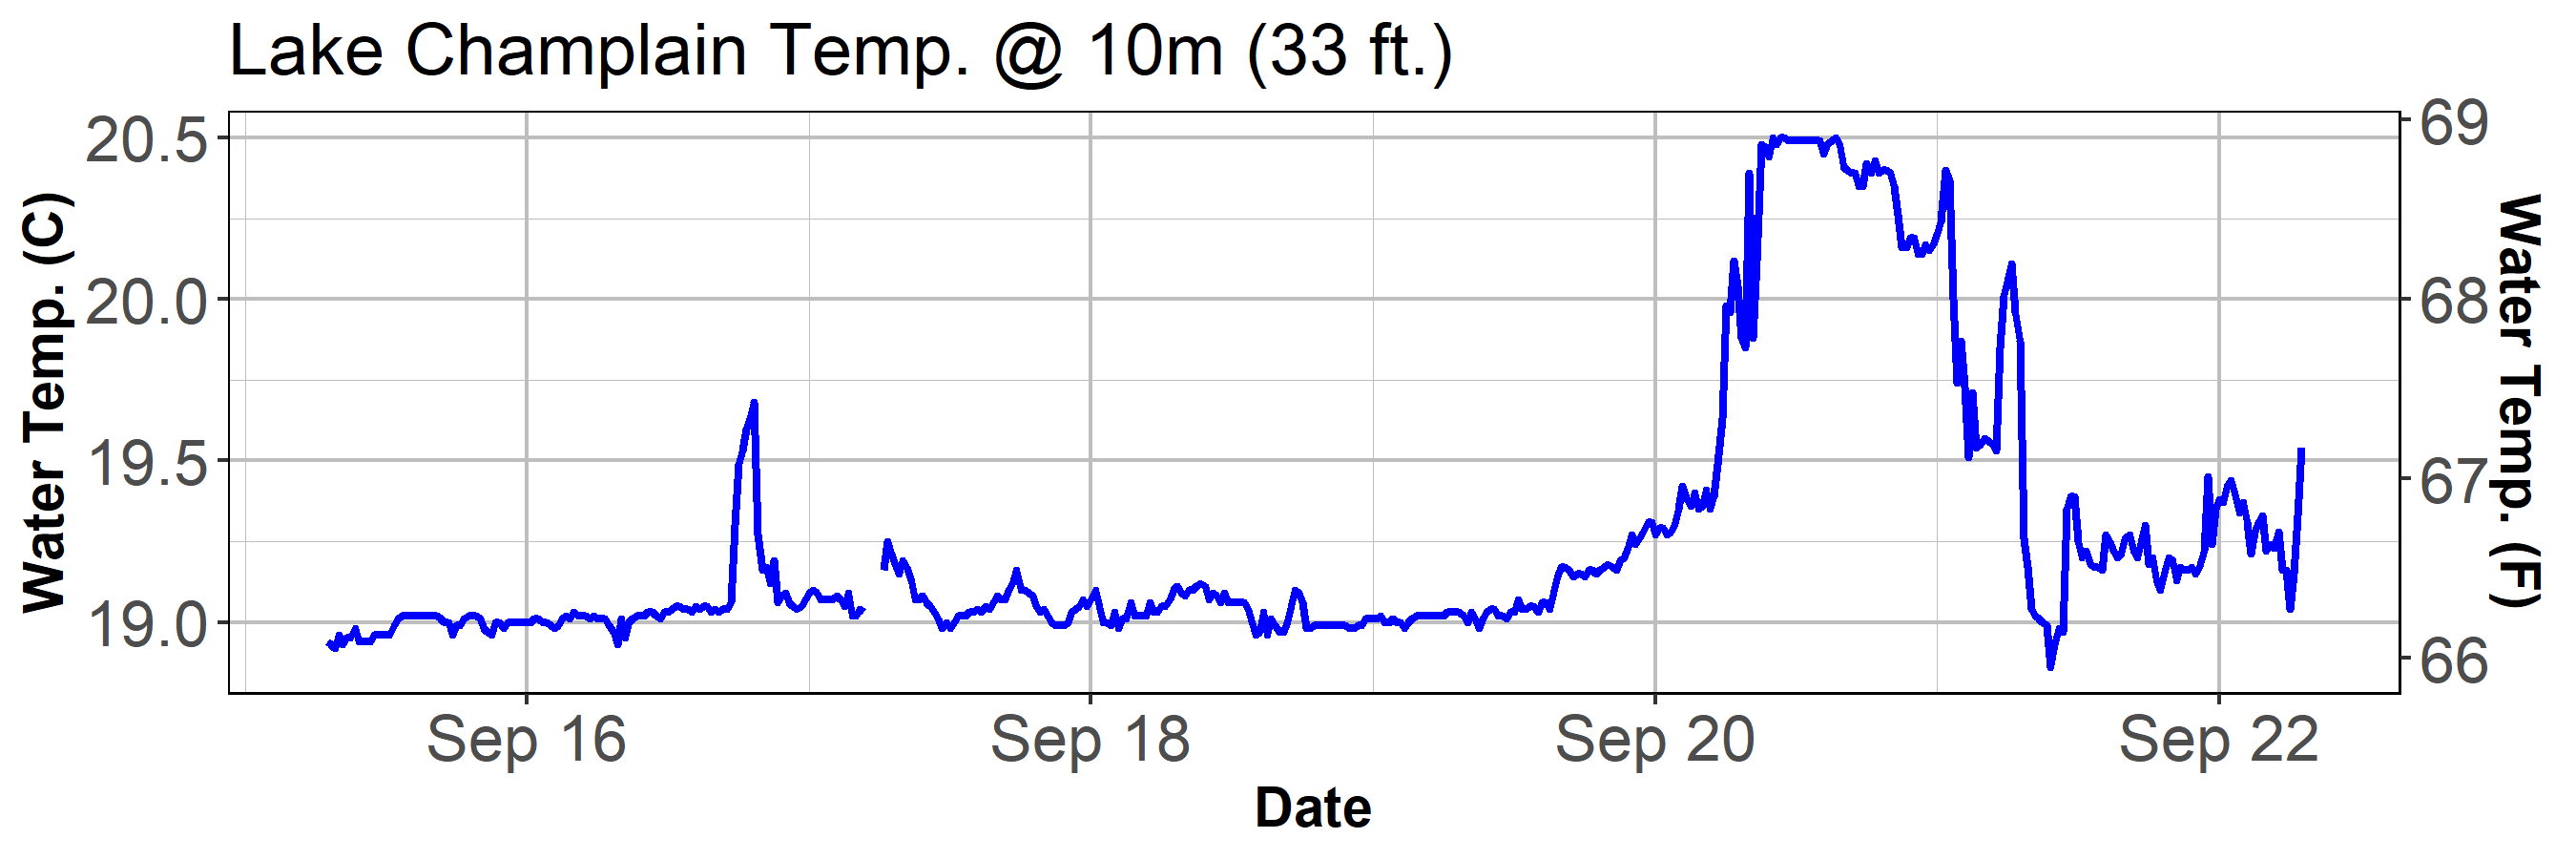 Lake Champlain Temp. @ 10m (33 ft.)
20.5
20.0
19.5
19.0
Water Temp. (C)
69
68
67
66
Water Temp. (F)
Sep 16
Sep 18
Sep 20
Sep 22
Date